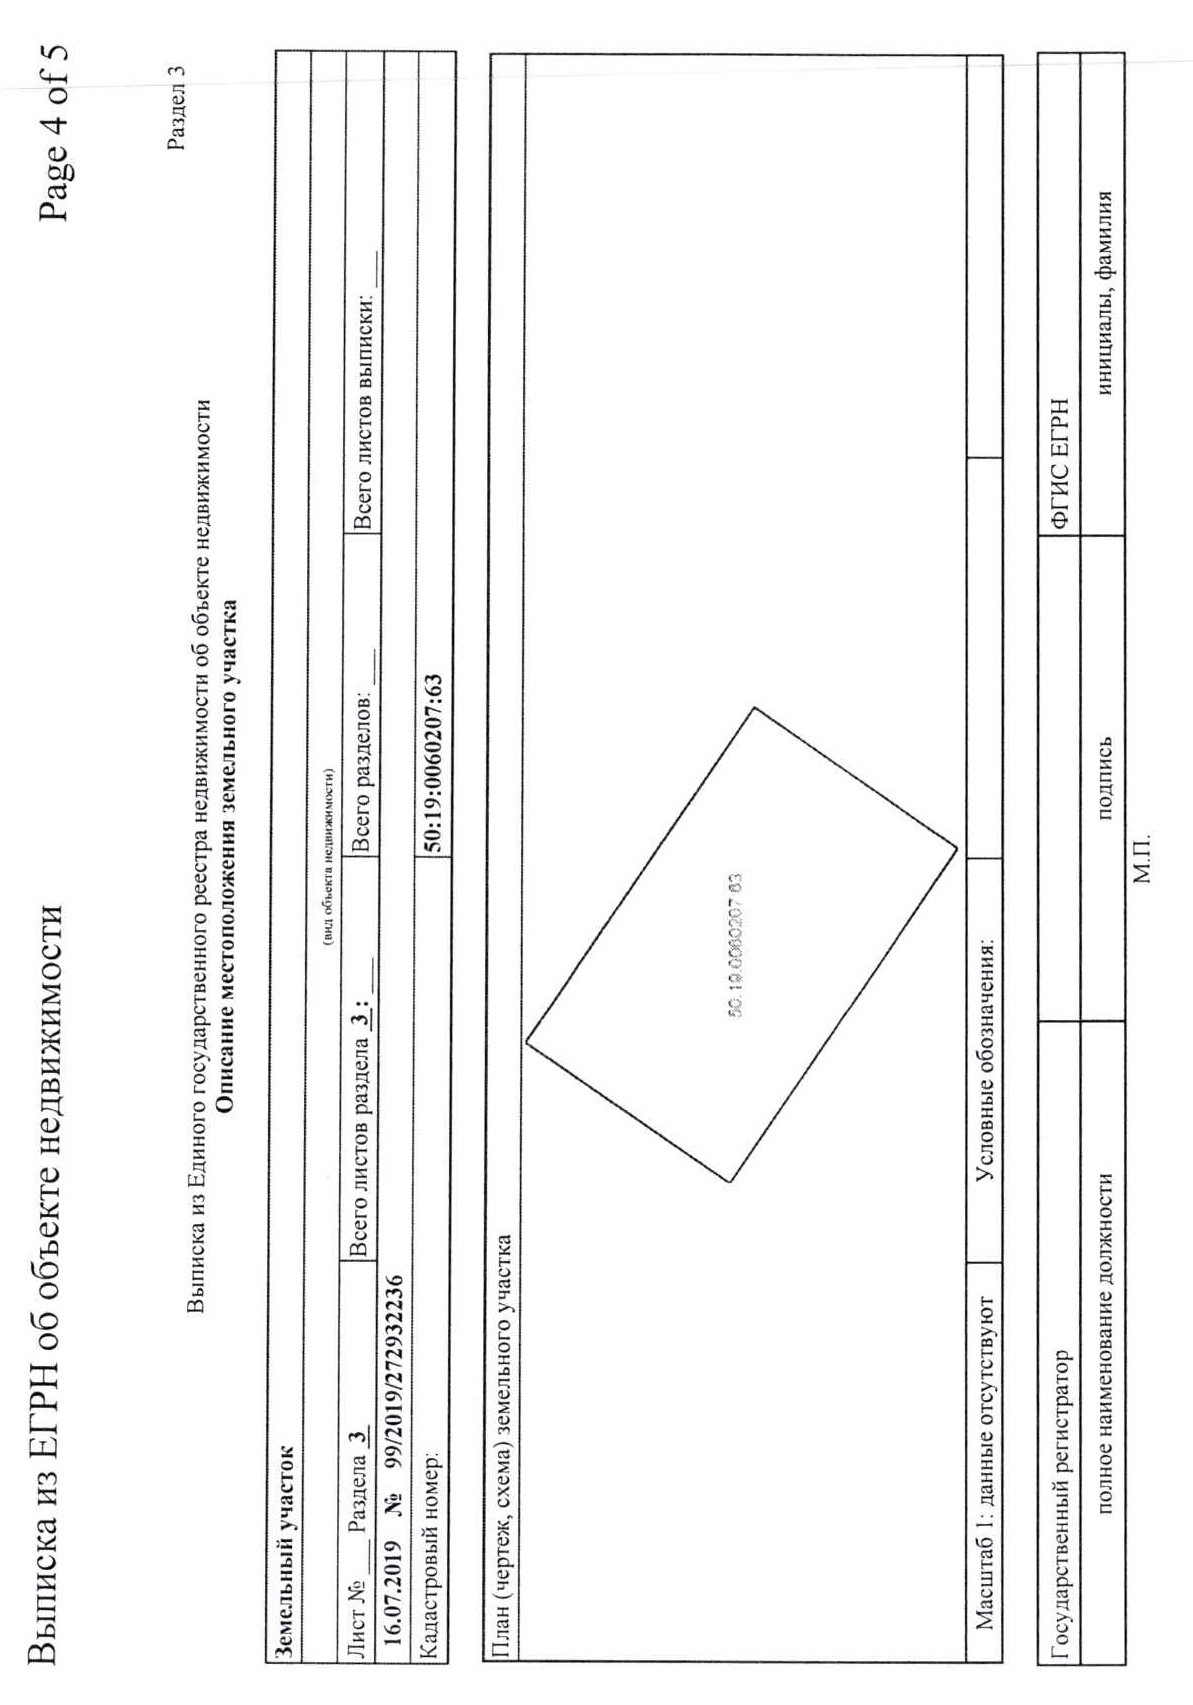 Выписка из ЕГРН об объекте недвижимости Page 4 of 5
Раздел 3
Выписка из Единого государственного реестра недвижимости об объекте недвижимости
Описание местоположения земельного участка
Земельный участок
(вид объекта недвижимости)
Лист № ___ Раздела 3 Всего листов раздела 3 : ___ Всего разделов: ___ Всего листов выписки: ___
16.07.2019 № 99/2019/272932236
Кадастровый номер: 50:19:0060207:63
План (чертеж, схема) земельного участка
50:19:0060207:63
Масштаб 1: данные отсутствуют Условные обозначения:
Государственный регистратор ФГИС ЕГРН
полное наименование должности подпись инициалы, фамилия
М.П.